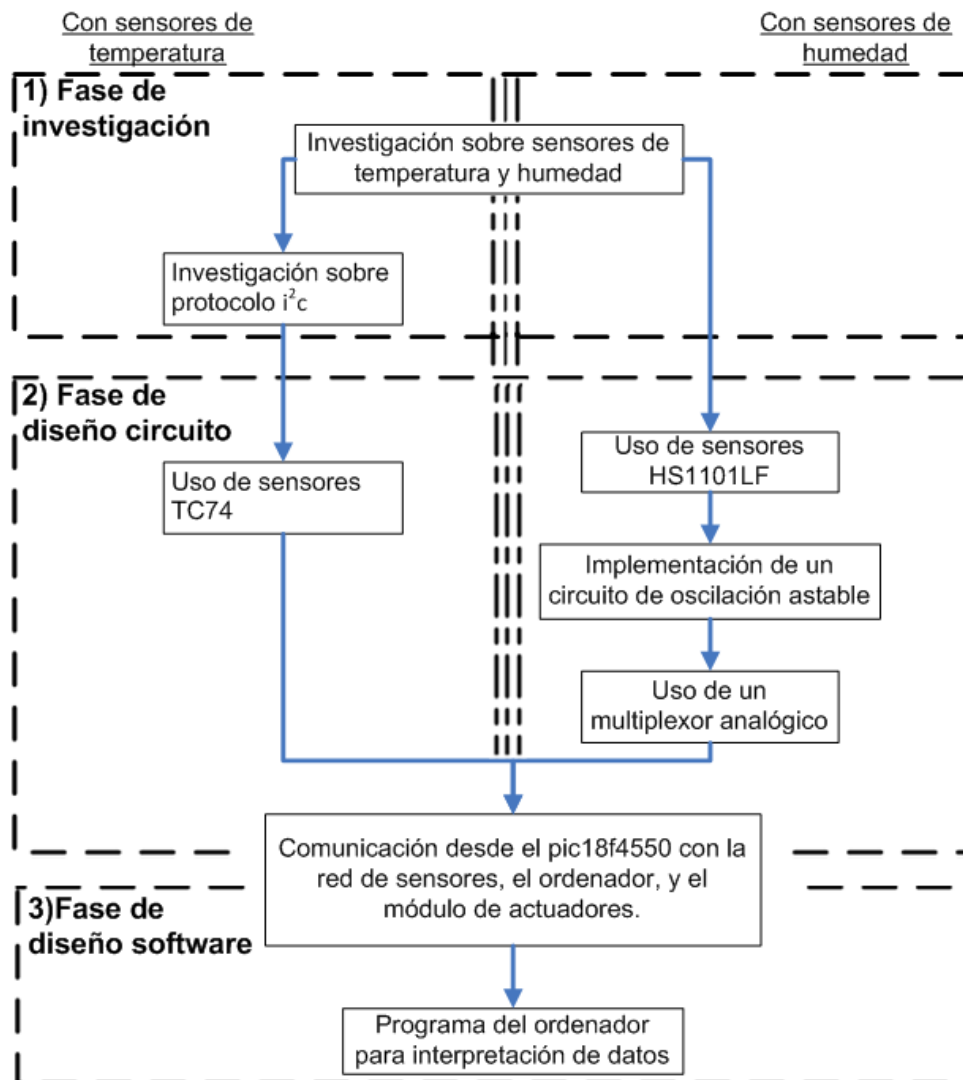 Con sensores de
temperatura
Con sensores de
humedad
1) Fase de
investigación
Investigación sobre sensores de
temperatura y humedad
Investigación sobre
protocolo i²c
2) Fase de
diseño circuito
Uso de sensores
TC74
Uso de sensores
HS1101LF
Implementación de un
circuito de oscilación astable
Uso de un
multiplexor analógico
Comunicación desde el pic18f4550 con la
red de sensores, el ordenador, y el
módulo de actuadores.
3)Fase de
diseño software
Programa del ordenador
para interpretación de datos